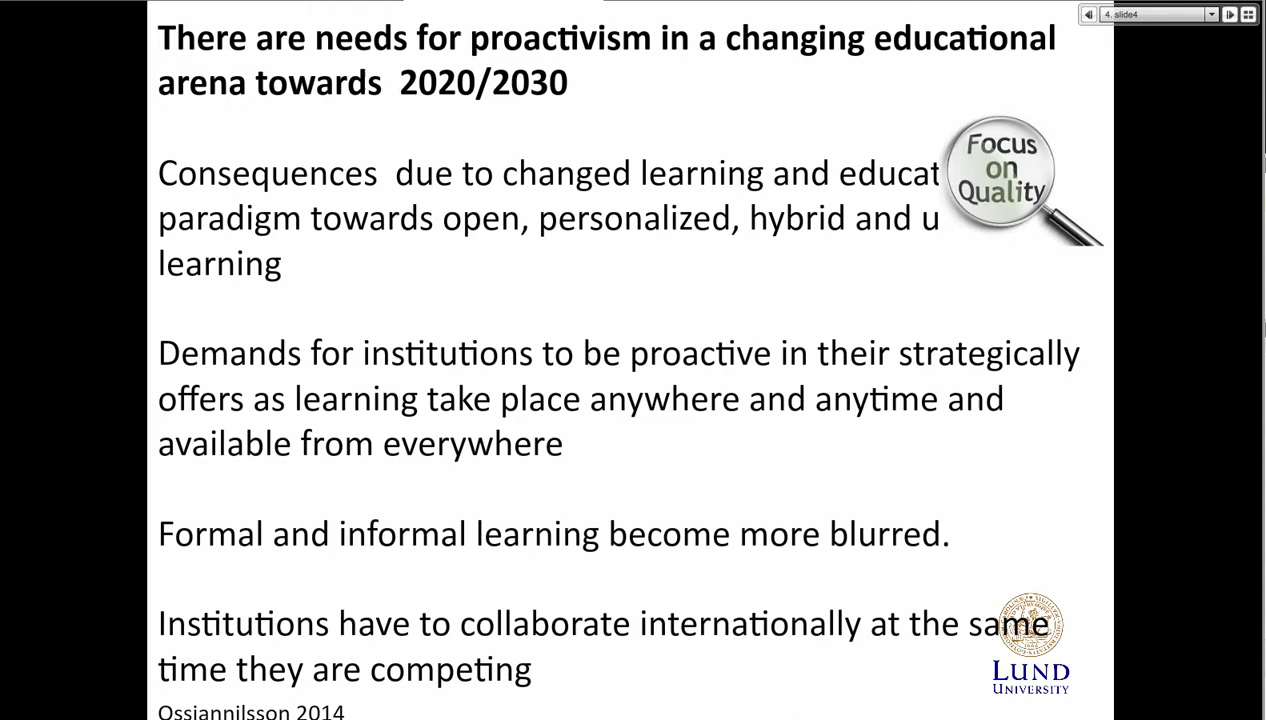 4. slide4
There are needs for proactivism in a changing educational
arena towards 2020/2030
Focus
on
Quality
Consequences due to changed learning and educat
paradigm towards open, personalized, hybrid and u
learning
Demands for institutions to be proactive in their strategically
offers as learning take place anywhere and anytime and
available from everywhere
Formal and informal learning become more blurred.
Institutions have to collaborate internationally at the same
time they are competing
LUND
UNIVERSITY
Ossiannilsson 2014